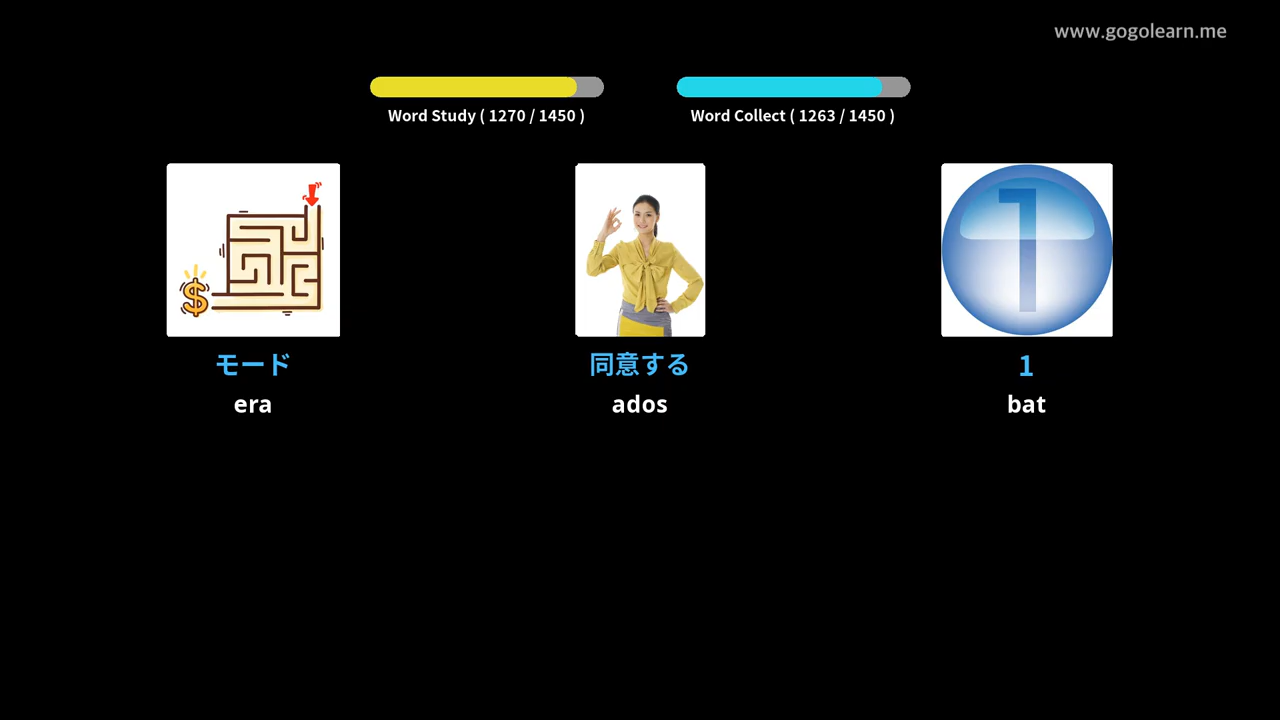 www.gogolearn.me
Word Study ( 1270 / 1450 )
Word Collect ( 1263 / 1450 )
$
1
モード
同意する
1
era
ados
bat